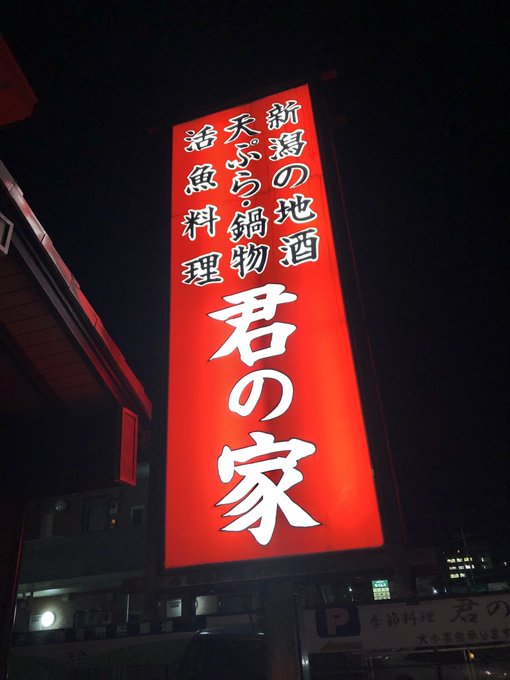 新潟の地酒
天ぷら・鍋物
活魚料理
君の家
P
季節料理 君の